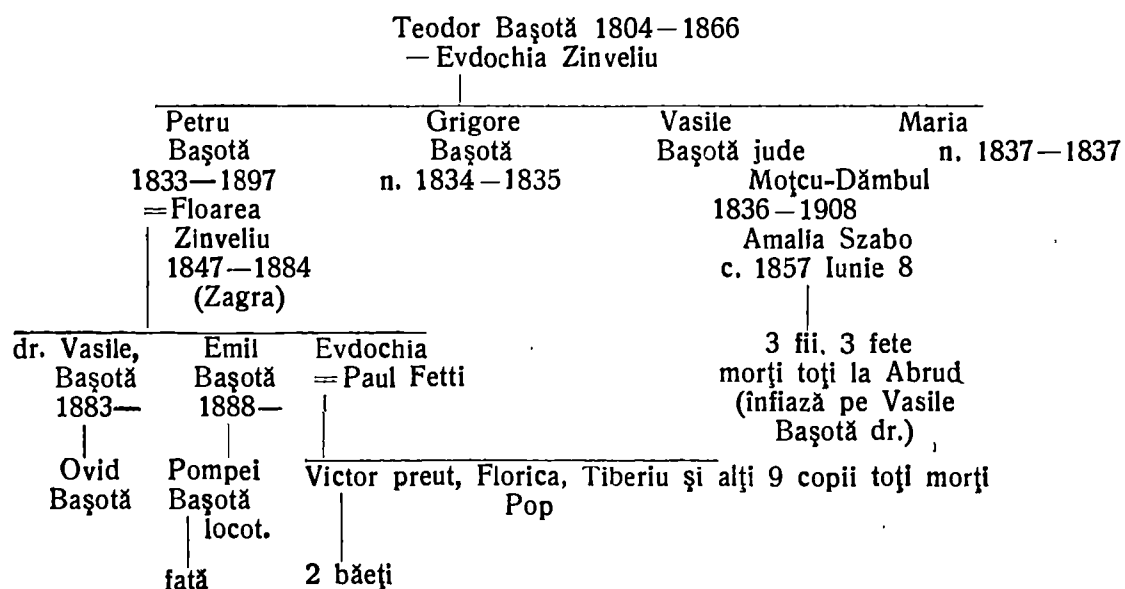 Teodor Başotă 1804—1866
— Evdochia Zinveliu
Petru Grigore Vasile Maria
Başotă Başotă Başotă jude n. 1837—1837
1833—1897 n. 1834—1835 Moţcu-Dămbul
=Floarea 1836—1908
Zinveliu Amalia Szabo
1847—1884 c. 1857 Iunie 8
(Zagra)
dr. Vasile, Emil Evdochia 3 fii, 3 fete
Başotă Başotă =Paul Fetti morţi toţi la Abrud
1883— 1888— (înfiază pe Vasile
Başotă dr.)
Ovid Pompei Victor preut, Florica, Tiberiu şi alţi 9 copii toţi morţi
Başotă Başotă Pop
locot.
fată 2 băeţi